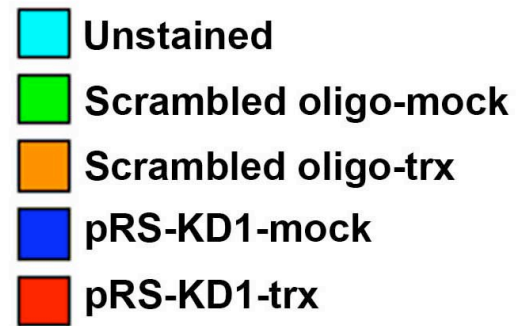 Unstained
Scrambled oligo-mock
Scrambled oligo-trx
pRS-KD1-mock
pRS-KD1-trx